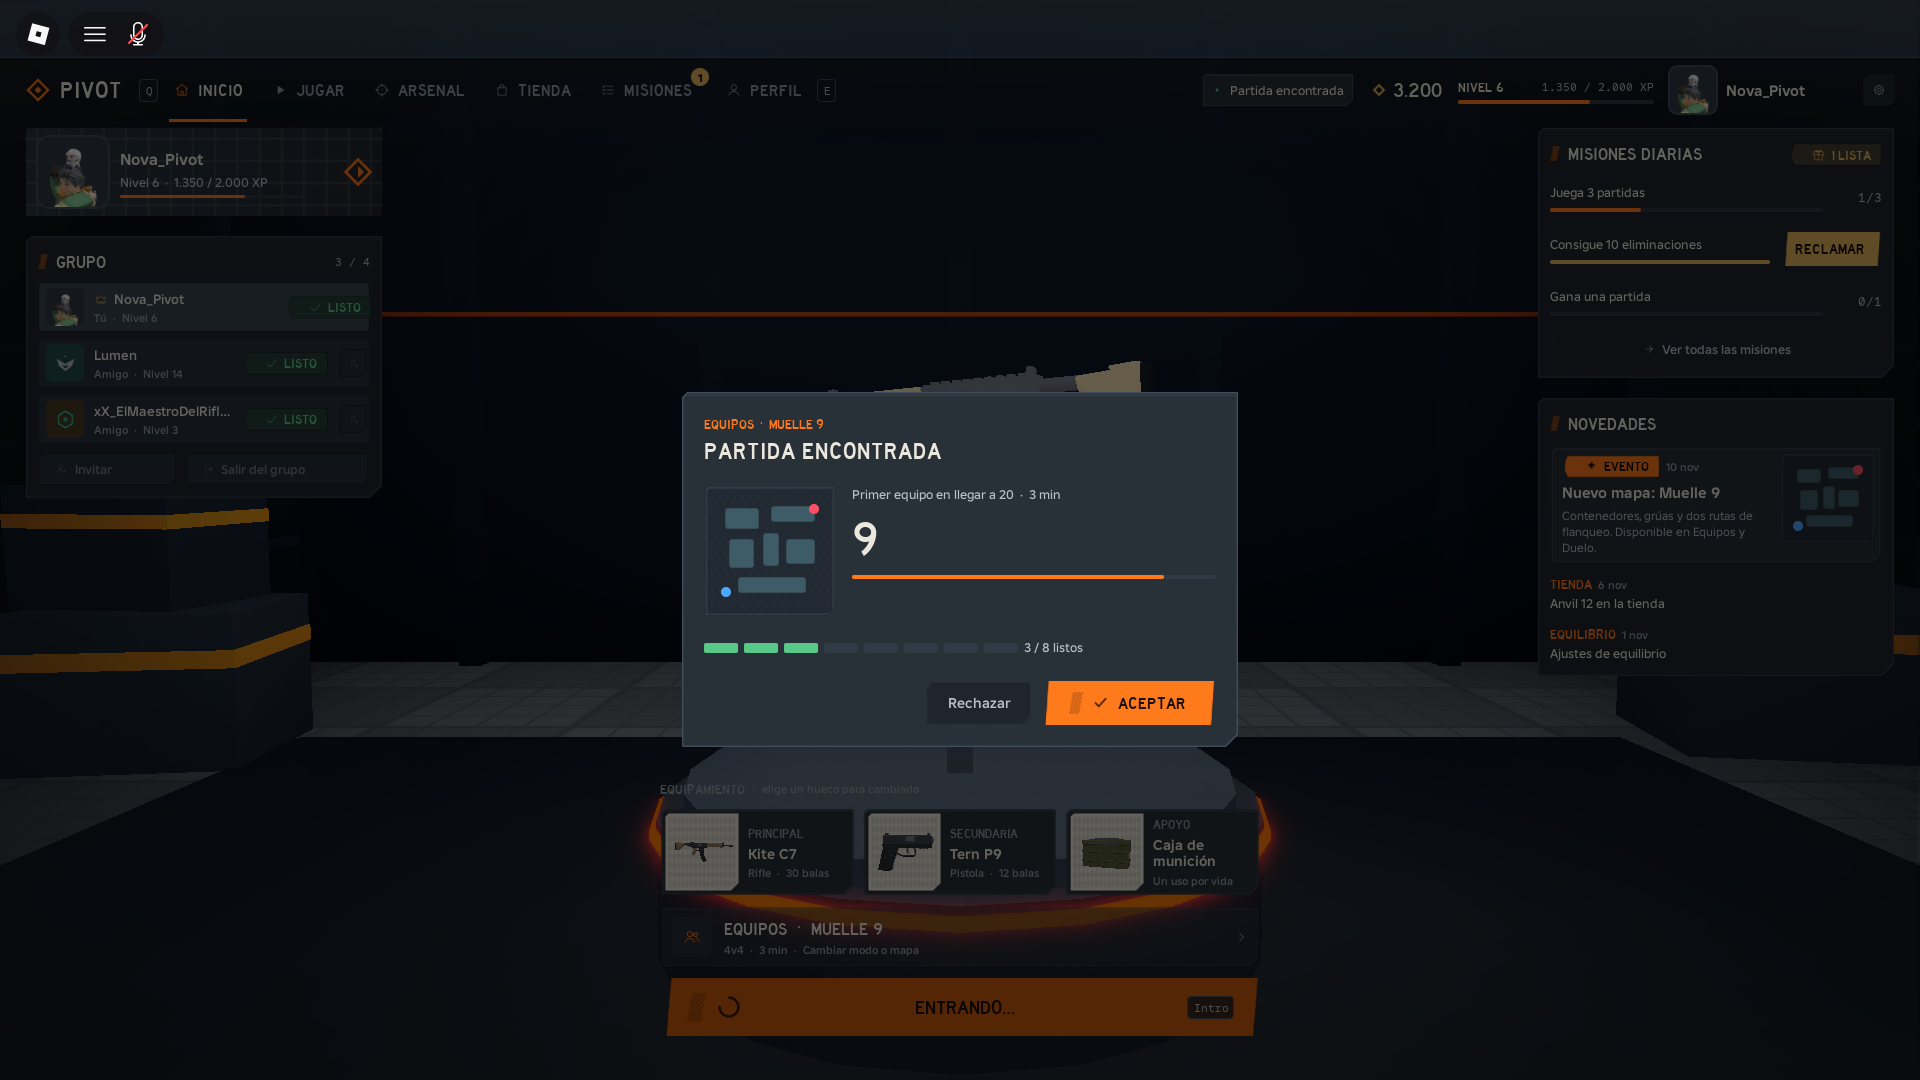 PIVOT
Q
INICIO
JUGAR
ARSENAL
TIENDA
MISIONES
1
PERFIL
E
Partida encontrada
3.200
NIVEL 6
1.350 / 2.000 XP
Nova_Pivot
Nova_Pivot
Nivel 6 · 1.350 / 2.000 XP
GRUPO
3 / 4
Nova_Pivot
Tú · Nivel 6
LISTO
Lumen
Amigo · Nivel 14
LISTO
xX_ElMaestroDelRifl...
Amigo · Nivel 3
LISTO
Invitar
Salir del grupo
MISIONES DIARIAS
1 LISTA
Juega 3 partidas
1/3
Consigue 10 eliminaciones
RECLAMAR
Gana una partida
0/1
Ver todas las misiones
NOVEDADES
EVENTO
10 nov
Nuevo mapa: Muelle 9
Contenedores, grúas y dos rutas de
flanqueo. Disponible en Equipos y
Duelo.
TIENDA 6 nov
Anvil 12 en la tienda
EQUILIBRIO 1 nov
Ajustes de equilibrio
EQUIPOS · MUELLE 9
PARTIDA ENCONTRADA
Primer equipo en llegar a 20 · 3 min
9
3 / 8 listos
Rechazar
ACEPTAR
EQUIPAMIENTO · elige un hueco para cambiarlo
PRINCIPAL
Kite C7
Rifle · 30 balas
SECUNDARIA
Tern P9
Pistola · 12 balas
APOYO
Caja de
munición
Un uso por vida
EQUIPOS · MUELLE 9
4v4 · 3 min · Cambiar modo o mapa
ENTRANDO...
Intro